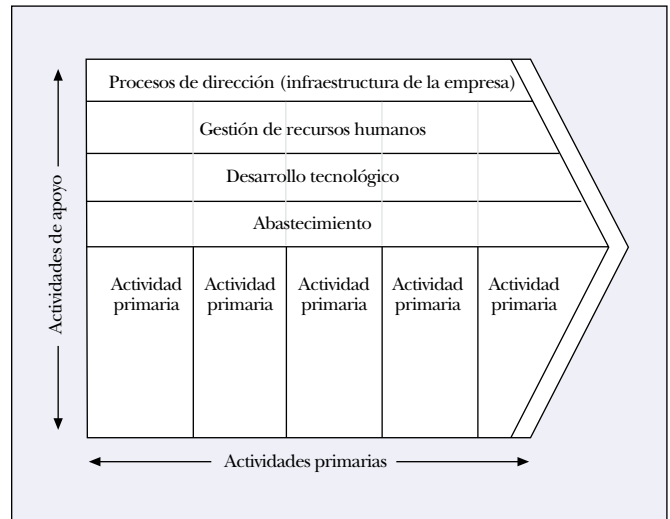 Procesos de dirección (infraestructura de la empresa)
Gestión de recursos humanos
Desarrollo tecnológico
Abastecimiento
Actividades de apoyo
Actividad
primaria
Actividad
primaria
Actividad
primaria
Actividad
primaria
Actividad
primaria
Actividades primarias